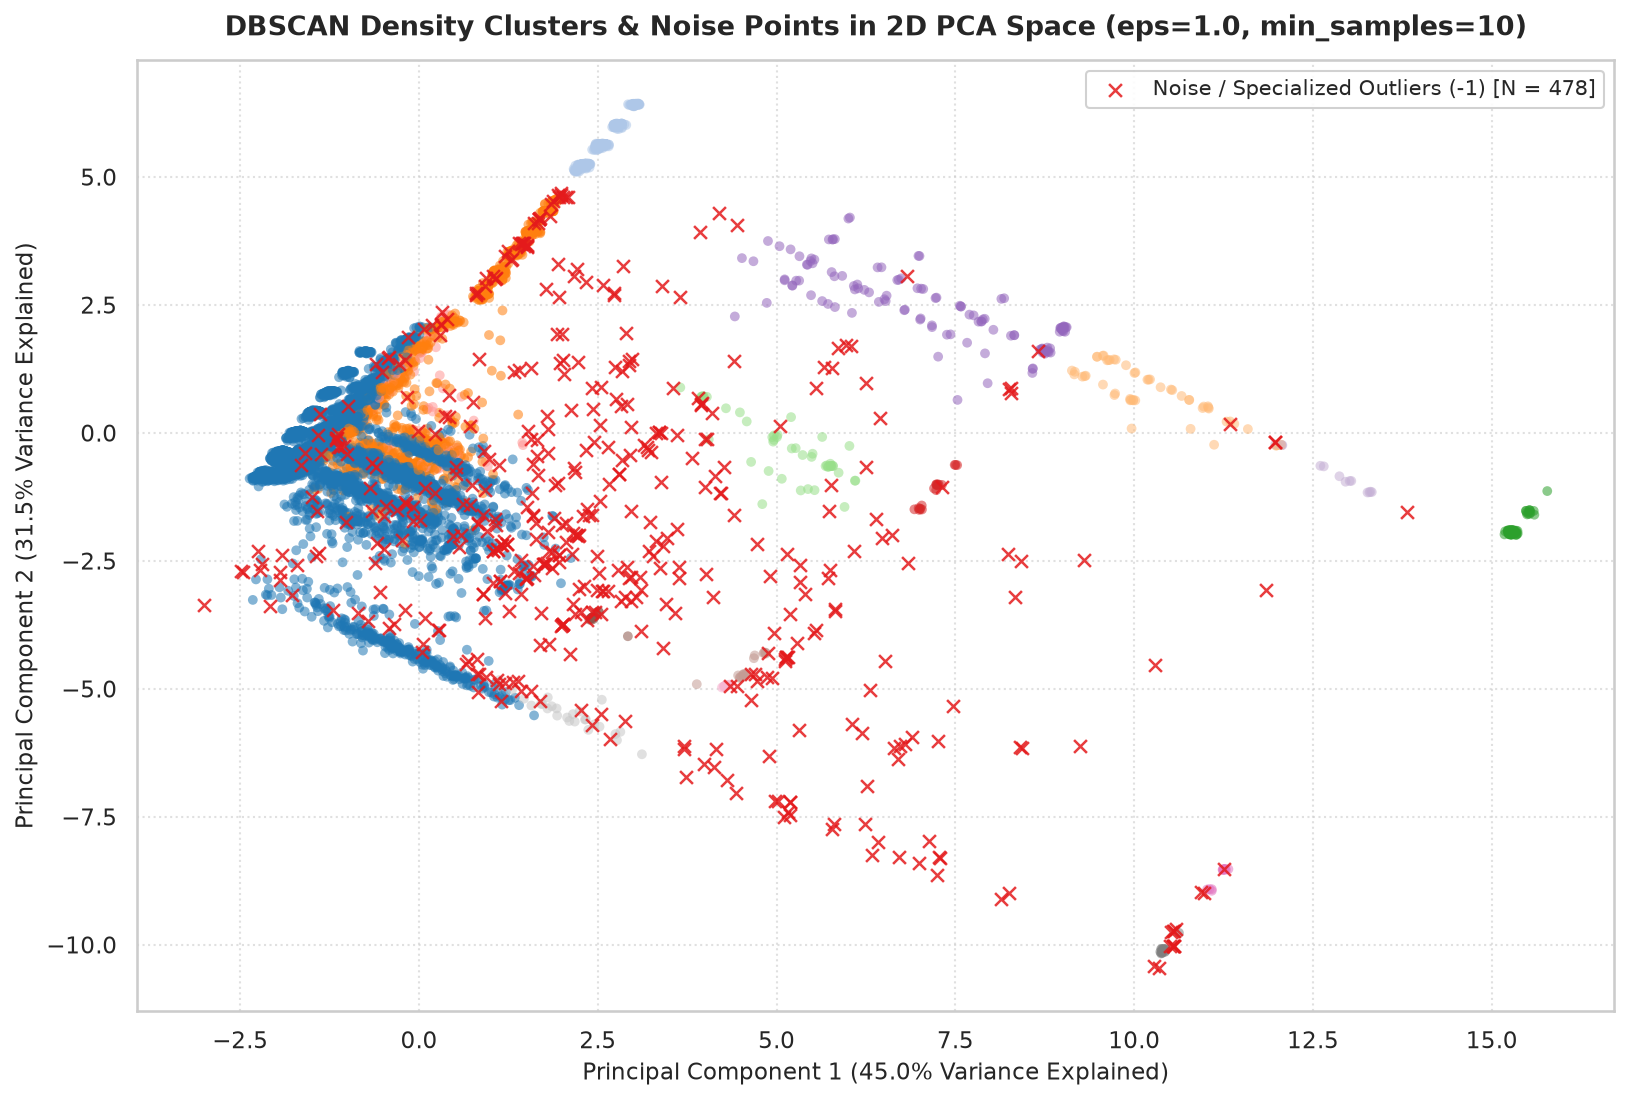 DBSCAN Density Clusters & Noise Points in 2D PCA Space (eps=1.0, min_samples=10)
Noise / Specialized Outliers (-1) [N = 478]
Principal Component 2 (31.5% Variance Explained)
5.0
2.5
0.0
−2.5
−5.0
−7.5
−10.0
−2.5 0.0 2.5 5.0 7.5 10.0 12.5 15.0
Principal Component 1 (45.0% Variance Explained)